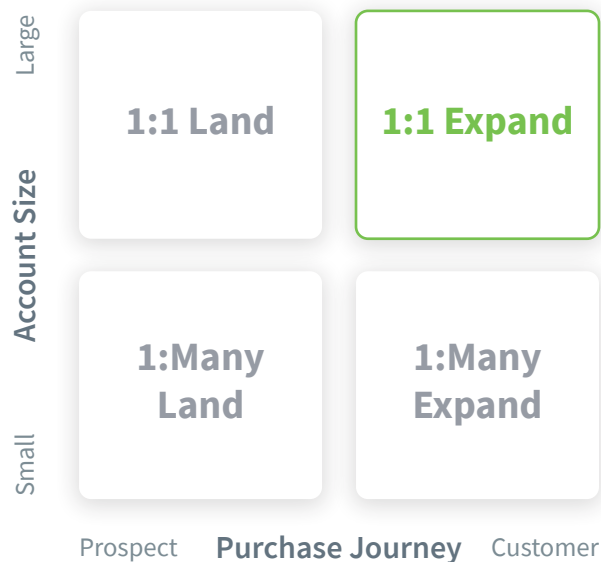 Large
Account Size
Small
1:1 Land
1:1 Expand
1:Many
Land
1:Many
Expand
Prospect
Purchase Journey
Customer